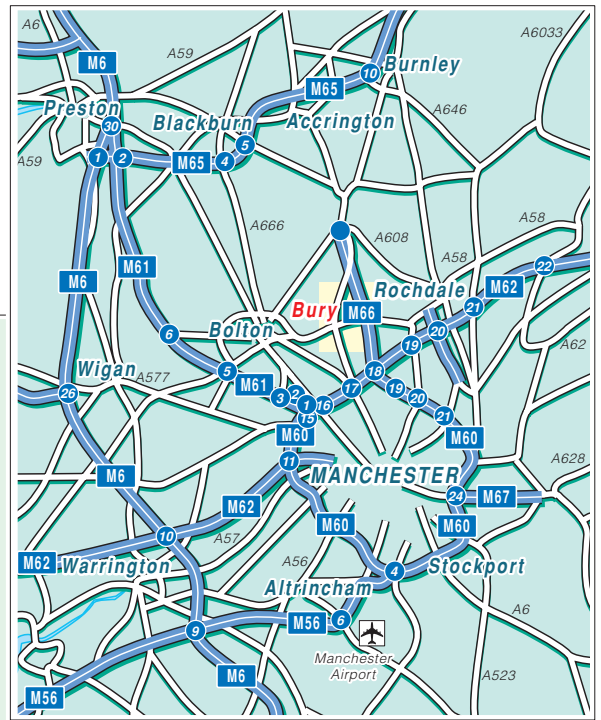 A6
A59
A6033
M6
10
Burnley
M65
Preston
A646
Blackburn
Accrington
30
5
A59
1
2
M65
4
A666
A608
A58
A58
22
M61
M6
Rochdale
M62
21
Bury
M66
20
6
Bolton
19
A62
Wigan
A577
5
18
26
M61
3
2
1
16
17
19
20
15
21
M60
M60
11
MANCHESTER
A628
M6
24
M67
M62
M60
M60
10
A57
M62
Warrington
A56
4
Stockport
Altrincham
9
M56
6
A6
Manchester
Airport
M6
A523
M56